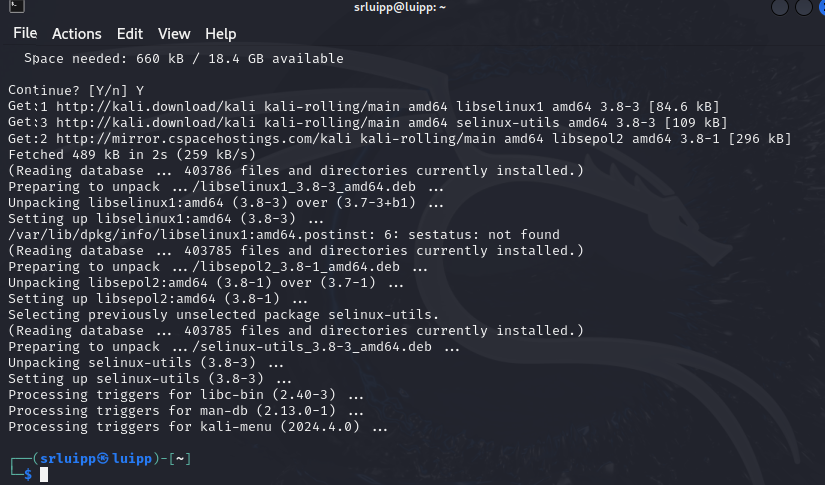 srluipp@luipp: ~
File Actions Edit View Help
Space needed: 660 kB / 18.4 GB available
Continue? [Y/n] Y
Get:1 http://kali.download/kali kali-rolling/main amd64 libselinux1 amd64 3.8-3 [84.6 kB]
Get:3 http://kali.download/kali kali-rolling/main amd64 selinux-utils amd64 3.8-3 [109 kB]
Get:2 http://mirror.cspacehostings.com/kali kali-rolling/main amd64 libsepol2 amd64 3.8-1 [296 kB]
Fetched 489 kB in 2s (259 kB/s)
(Reading database ... 403786 files and directories currently installed.)
Preparing to unpack .../libselinux1_3.8-3_amd64.deb ...
Unpacking libselinux1:amd64 (3.8-3) over (3.7-3+b1) ...
Setting up libselinux1:amd64 (3.8-3) ...
/var/lib/dpkg/info/libselinux1:amd64.postinst: 6: sestatus: not found
(Reading database ... 403785 files and directories currently installed.)
Preparing to unpack .../libsepol2_3.8-1_amd64.deb ...
Unpacking libsepol2:amd64 (3.8-1) over (3.7-1) ...
Setting up libsepol2:amd64 (3.8-1) ...
Selecting previously unselected package selinux-utils.
(Reading database ... 403785 files and directories currently installed.)
Preparing to unpack .../selinux-utils_3.8-3_amd64.deb ...
Unpacking selinux-utils (3.8-3) ...
Setting up selinux-utils (3.8-3) ...
Processing triggers for libc-bin (2.40-3) ...
Processing triggers for man-db (2.13.0-1) ...
Processing triggers for kali-menu (2024.4.0) ...
┌──(srluipp㉿luipp)-[~]
└─$